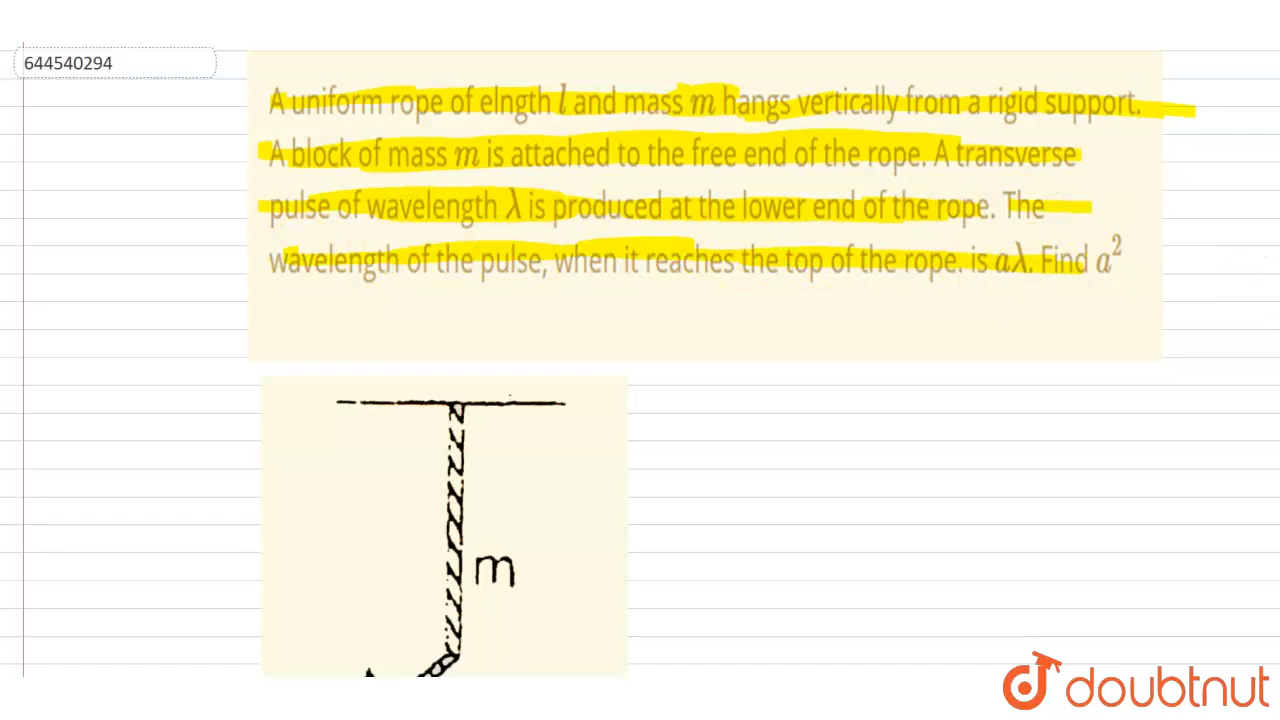 644540294
A uniform rope of elngth l and mass m hangs vertically from a rigid support.
A block of mass m is attached to the free end of the rope. A transverse
pulse of wavelength λ is produced at the lower end of the rope. The
wavelength of the pulse, when it reaches the top of the rope. is aλ. Find a²
m
doubtnut